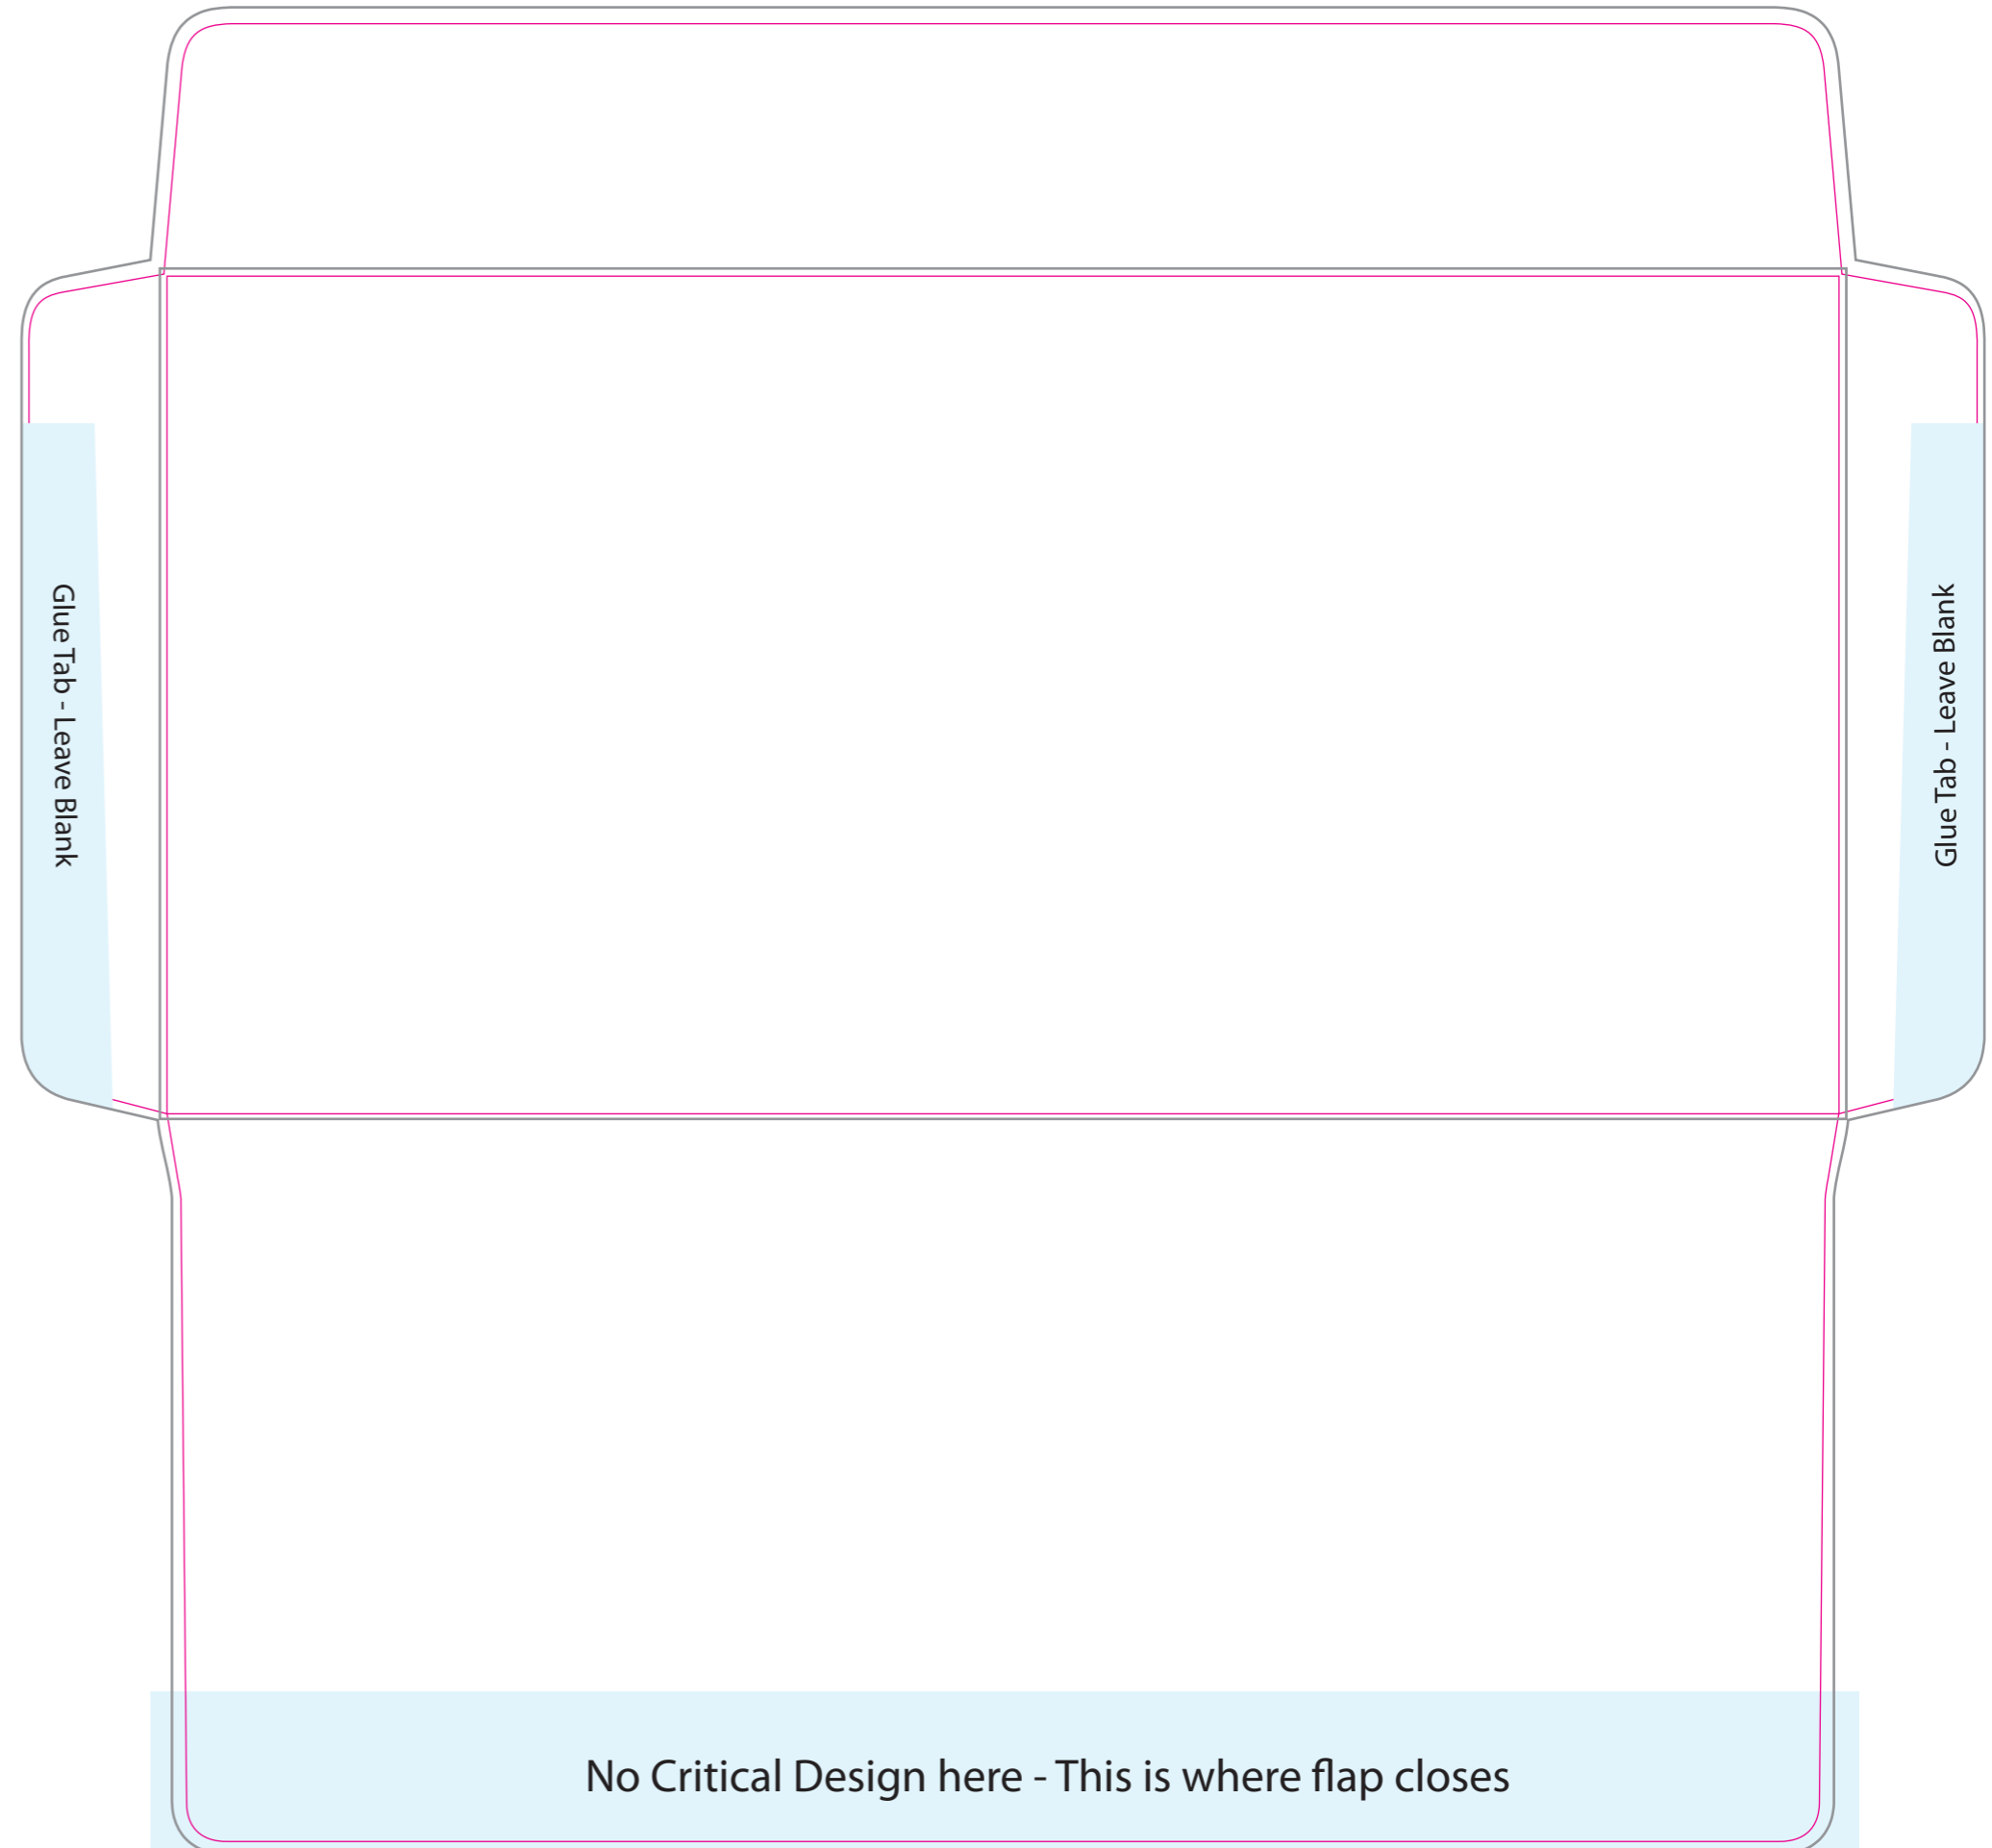 Glue Tab - Leave Blank
Glue Tab - Leave Blank
No Critical Design here - This is where flap closes